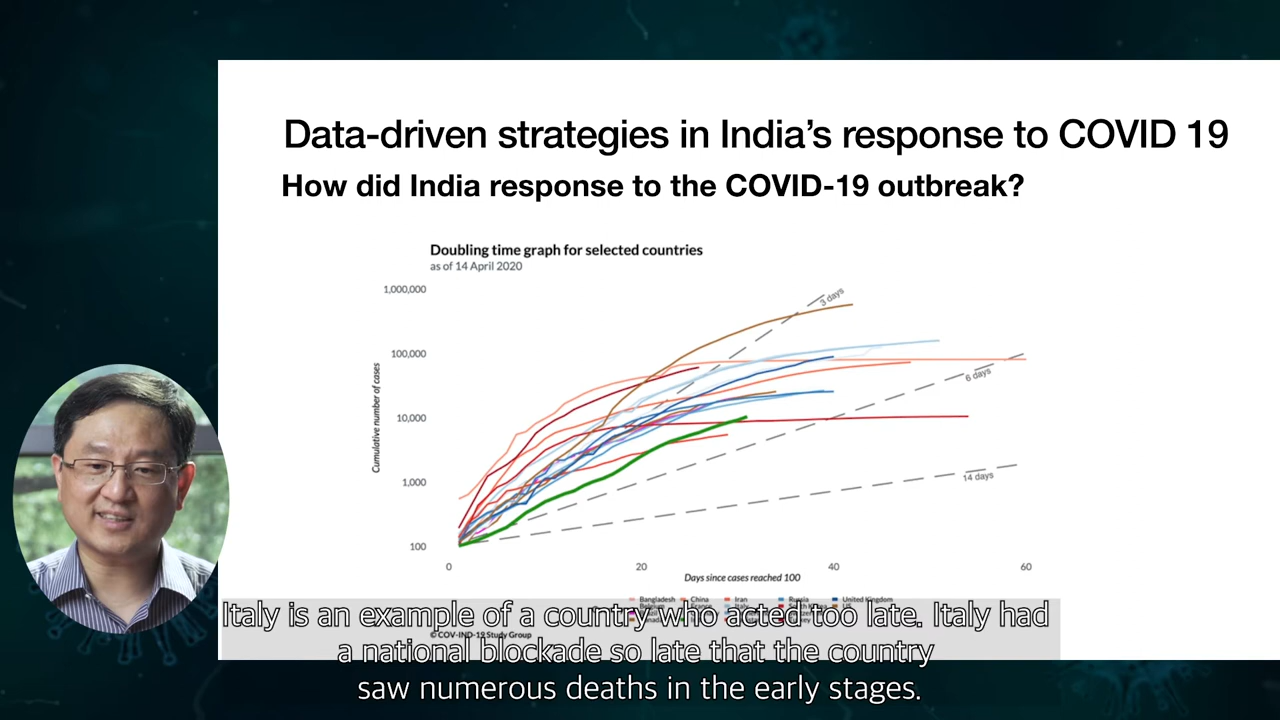 Data-driven strategies in India's response to COVID 19
How did India response to the COVID-19 outbreak?
Doubling time graph for selected countries
as of 14 April 2020
1,000,000
100,000
10,000
1,000
100
Cumulative number of cases
3 days
6 days
14 days
0 20 40 60
Days since cases reached 100
Bangladesh China Iran Russia United Kingdom
© COV-IND-19 Study Group
Italy is an example of a country who acted too late. Italy had
a national blockade so late that the country
saw numerous deaths in the early stages.